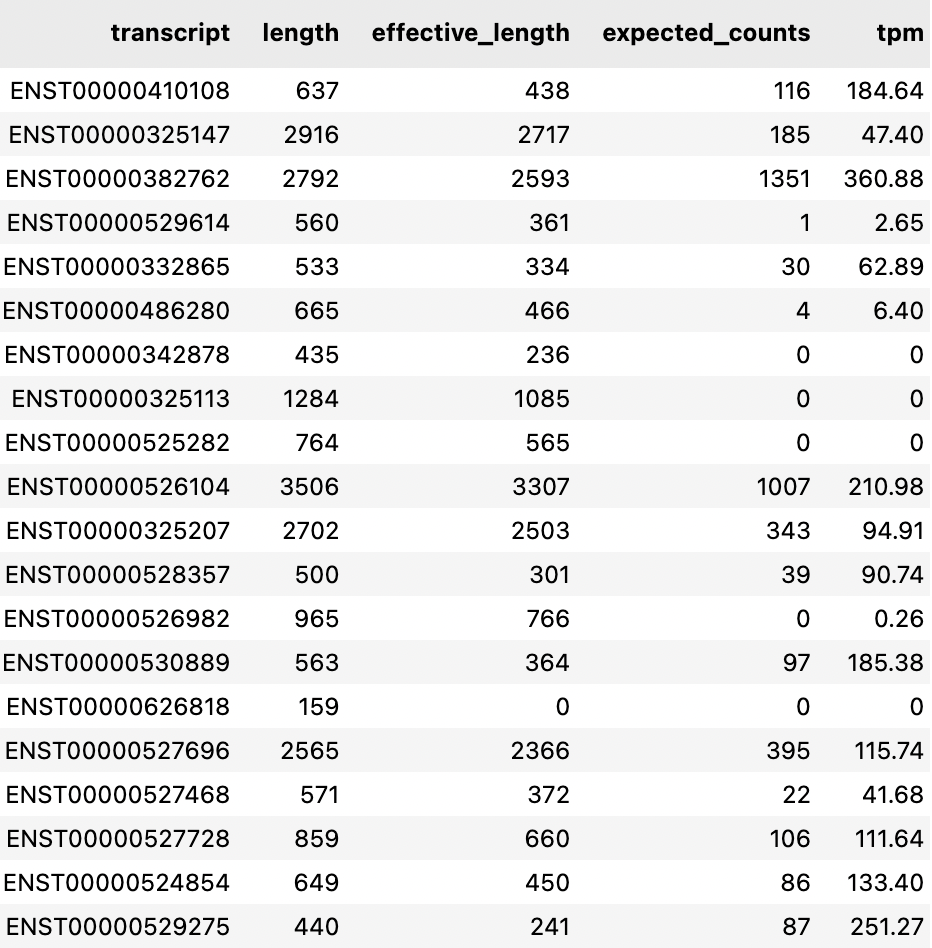 transcript length effective_length expected_counts tpm
ENST00000410108 637 438 116 184.64
ENST00000325147 2916 2717 185 47.40
ENST00000382762 2792 2593 1351 360.88
ENST00000529614 560 361 1 2.65
ENST00000332865 533 334 30 62.89
ENST00000486280 665 466 4 6.40
ENST00000342878 435 236 0 0
ENST00000325113 1284 1085 0 0
ENST00000525282 764 565 0 0
ENST00000526104 3506 3307 1007 210.98
ENST00000325207 2702 2503 343 94.91
ENST00000528357 500 301 39 90.74
ENST00000526982 965 766 0 0.26
ENST00000530889 563 364 97 185.38
ENST00000626818 159 0 0 0
ENST00000527696 2565 2366 395 115.74
ENST00000527468 571 372 22 41.68
ENST00000527728 859 660 106 111.64
ENST00000524854 649 450 86 133.40
ENST00000529275 440 241 87 251.27